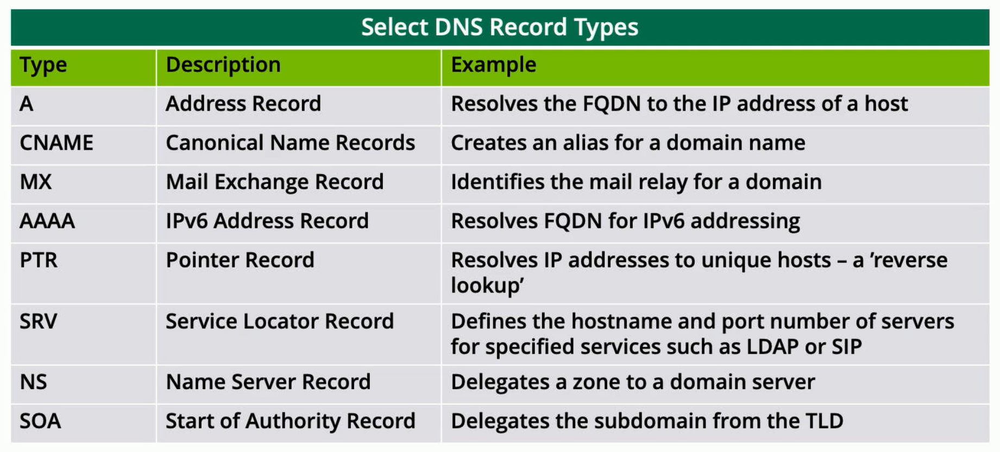 Select DNS Record Types
Type Description Example
A Address Record Resolves the FQDN to the IP address of a host
CNAME Canonical Name Records Creates an alias for a domain name
MX Mail Exchange Record Identifies the mail relay for a domain
AAAA IPv6 Address Record Resolves FQDN for IPv6 addressing
PTR Pointer Record Resolves IP addresses to unique hosts – a ’reverse
lookup’
SRV Service Locator Record Defines the hostname and port number of servers
for specified services such as LDAP or SIP
NS Name Server Record Delegates a zone to a domain server
SOA Start of Authority Record Delegates the subdomain from the TLD